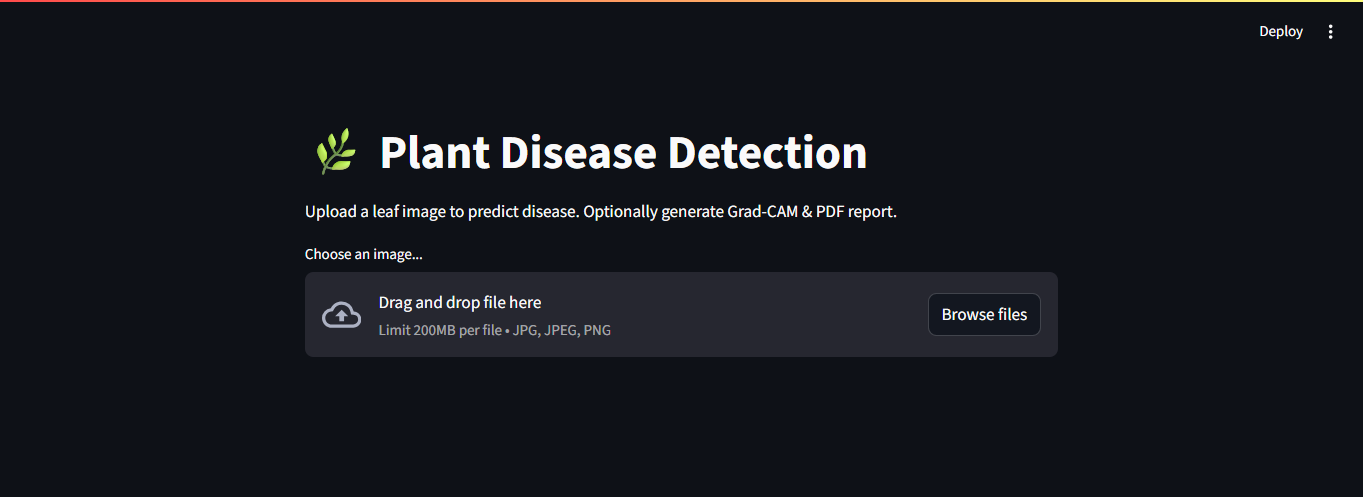 Deploy
Plant Disease Detection
Upload a leaf image to predict disease. Optionally generate Grad-CAM & PDF report.
Choose an image...
Drag and drop file here
Limit 200MB per file • JPG, JPEG, PNG
Browse files